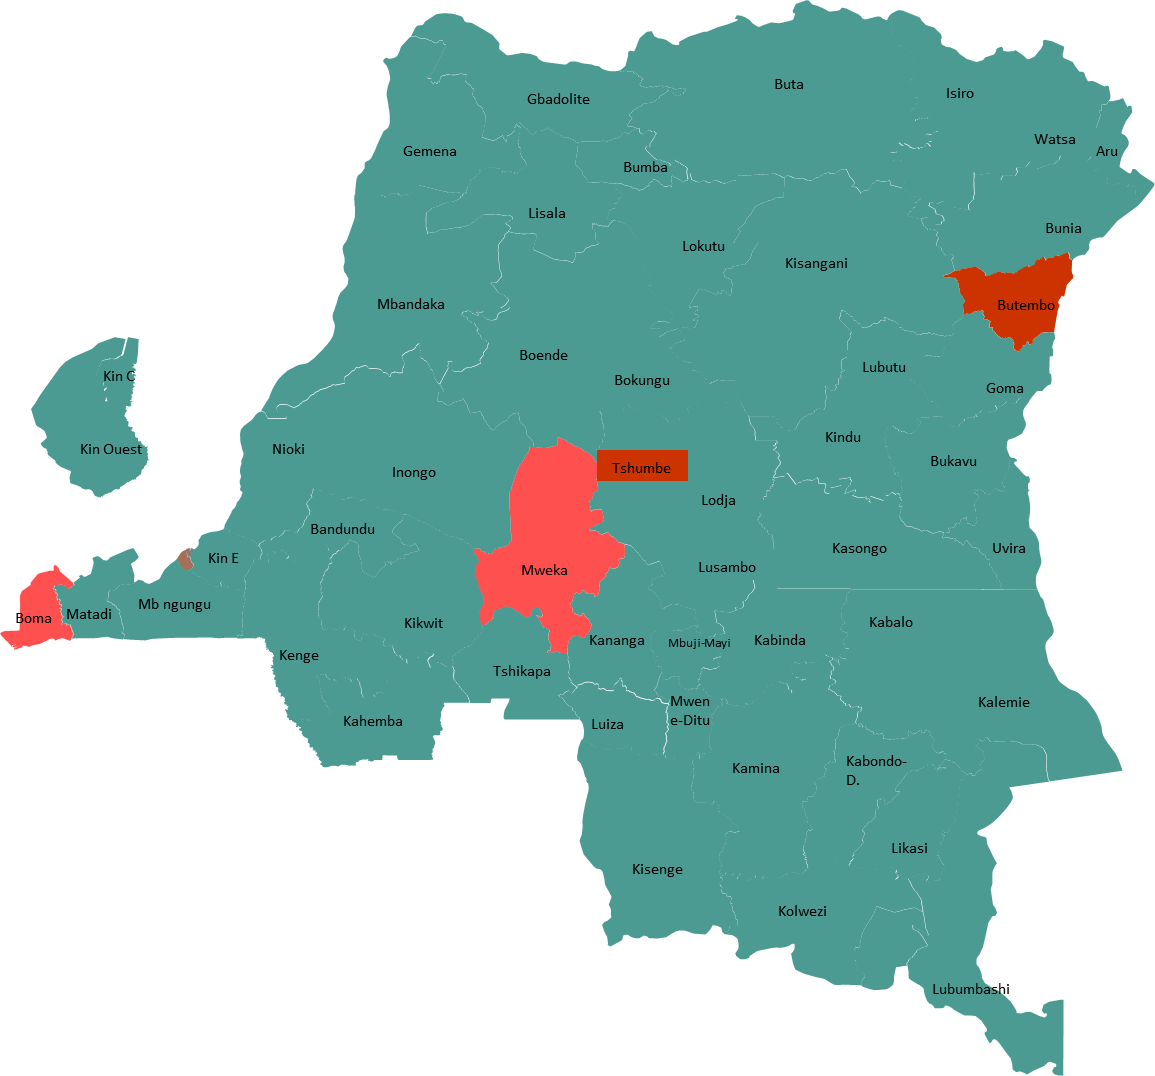 Buta
Isiro
Gbadolite
Watsa
Gemena
Aru
Bumba
Lisala
Bunia
Lokutu
Kisangani
Mbandaka
Butembo
Boende
Lubutu
Kin C
Bokungu
Goma
Kindu
Kin Ouest
Nioki
Bukavu
Tshumbe
Inongo
Lodja
Bandundu
Kasongo
Uvira
Kin E
Lusambo
Mweka
Mb ngungu
Matadi
Boma
Kikwit
Kabalo
Kananga
Mbuji-Mayi
Kabinda
Kenge
Tshikapa
Mwen
e-Ditu
Kalemie
Kahemba
Luiza
Kabondo-
D.
Kamina
Likasi
Kisenge
Kolwezi
Lubumbashi